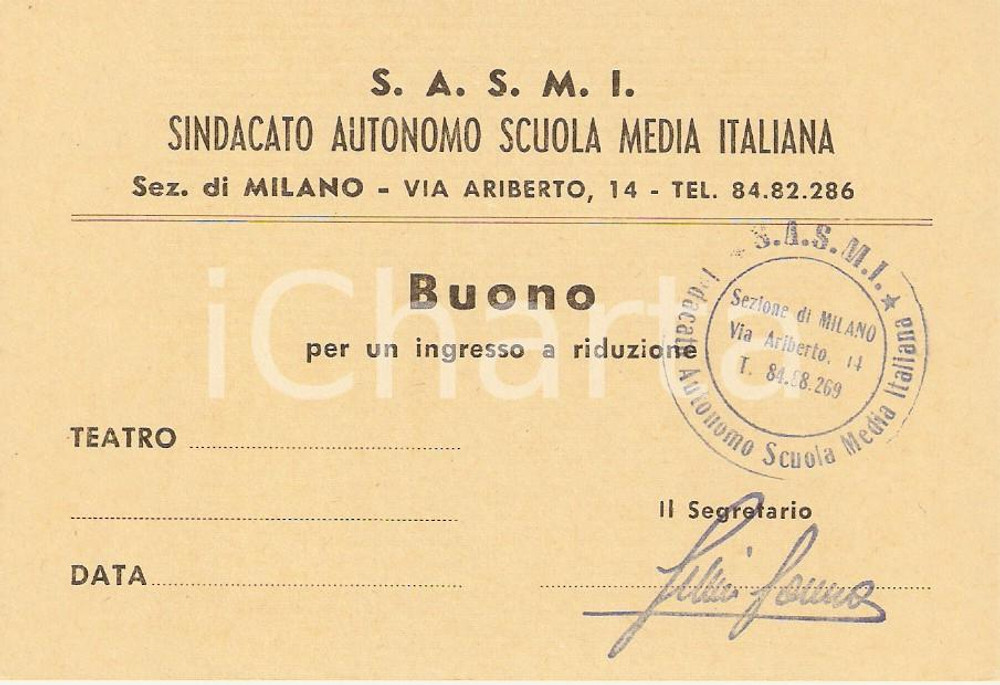 S. A. S. M. I.
SINDACATO AUTONOMO SCUOLA MEDIA ITALIANA
Sez. di MILANO - VIA ARIBERTO, 14 - TEL. 84.82.286
Buono
per un ingresso a riduzione
S.A.S.M.I. ★
Sezione di MILANO
Via Ariberto, 14
T. 84.88.269
Sindacato Autonomo Scuola Media Italiana
TEATRO
Il Segretario
DATA
iCharta